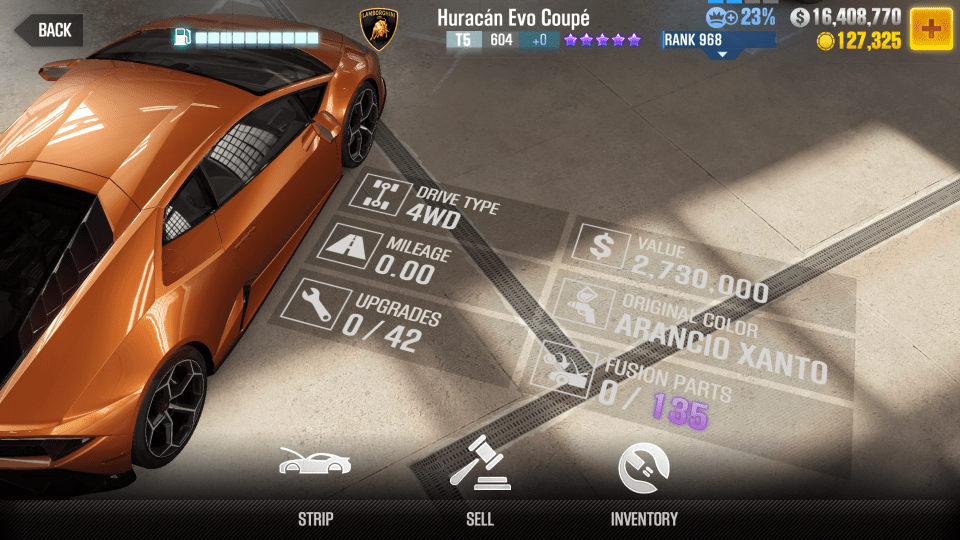 BACK
LAMBORGHINI
Huracán Evo Coupé
T5 604 +0
23%
RANK 968
16,408,770
127,325
DRIVE TYPE
4WD
MILEAGE
0.00
UPGRADES
0/42
VALUE
2.730.000
ORIGINAL COLOR
ARANCIO XANTO
FUSION PARTS
0/ 135
STRIP
SELL
INVENTORY